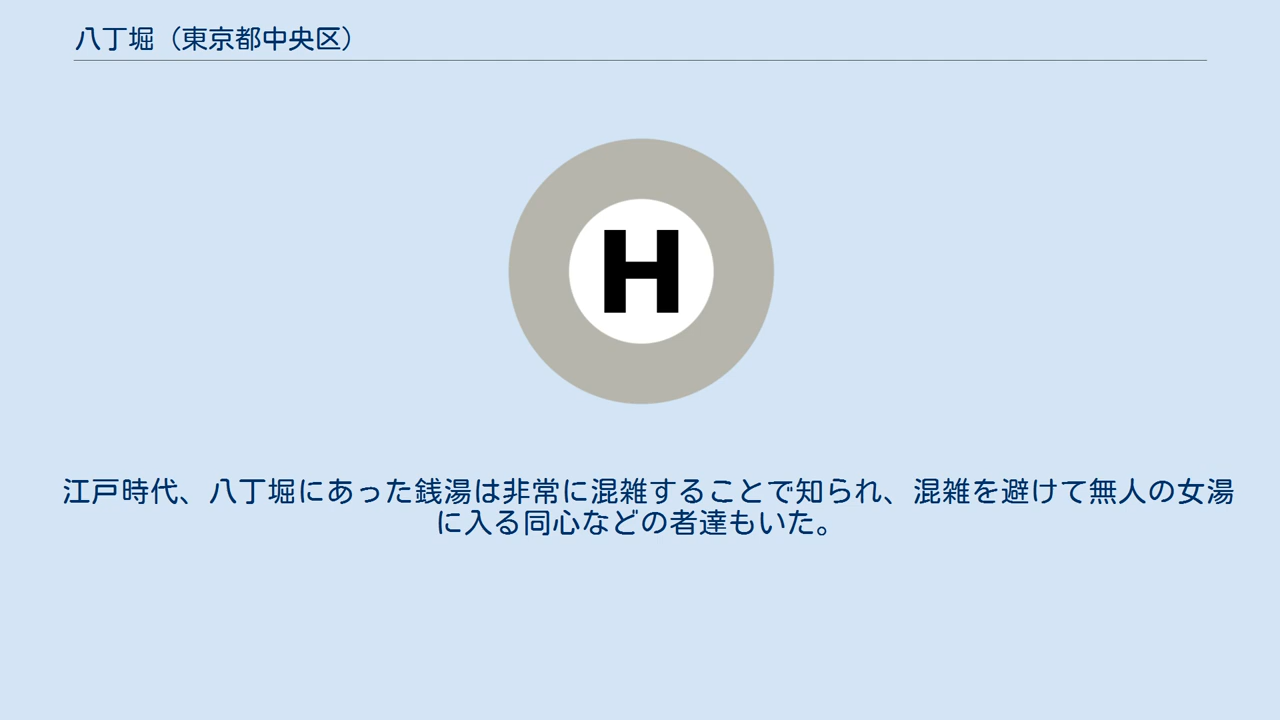 八丁堀（東京都中央区）
H
江戸時代、八丁堀にあった銭湯は非常に混雑することで知られ、混雑を避けて無人の女湯
に入る同心などの者達もいた。